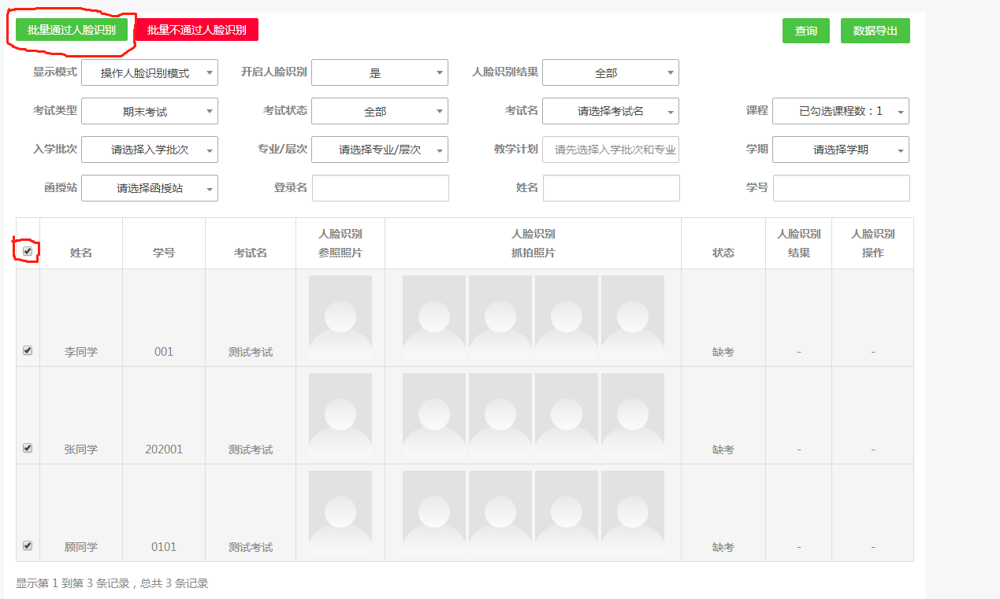 批量通过人脸识别 批量不通过人脸识别 查询 数据导出
显示模式 操作人脸识别模式 开启人脸识别 是 人脸识别结果 全部
考试类型 期末考试 考试状态 全部 考试名 请选择考试名 课程 已勾选课程数：1
入学批次 请选择入学批次 专业/层次 请选择专业/层次 教学计划 请先选择入学批次和专业 学期 请选择学期
函授站 请选择函授站 登录名 姓名 学号
人脸识别 人脸识别 人脸识别 人脸识别
姓名 学号 考试名 参照照片 抓拍照片 状态 结果 操作
李同学 001 测试考试 缺考 - -
张同学 202001 测试考试 缺考 - -
顾同学 0101 测试考试 缺考 - -
显示第 1 到第 3 条记录，总共 3 条记录